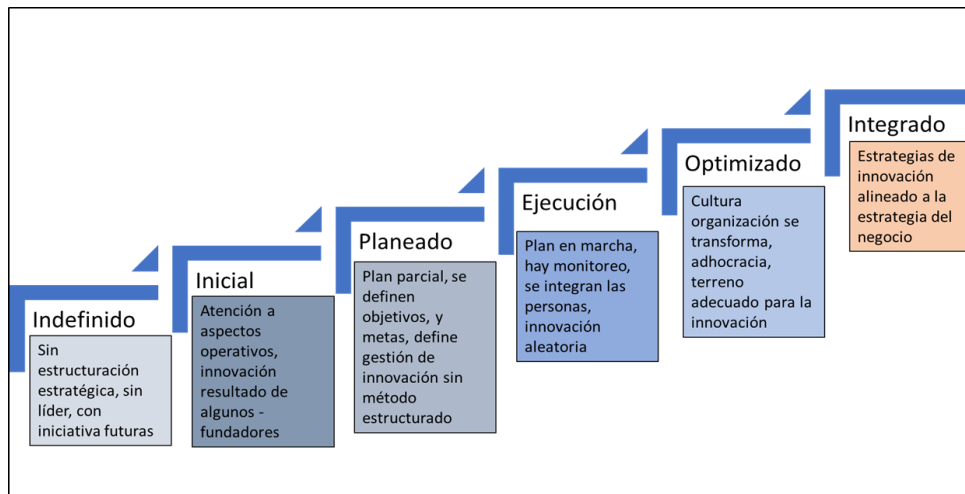 Indefinido
Sin
estructuración
estratégica, sin
líder, con
iniciativa futuras
Inicial
Atención a
aspectos
operativos,
innovación
resultado de
algunos -
fundadores
Planeado
Plan parcial, se
definen
objetivos, y
metas, define
gestión de
innovación sin
método
estructurado
Ejecución
Plan en marcha,
hay monitoreo,
se integran las
personas,
innovación
aleatoria
Optimizado
Cultura
organización se
transforma,
adhocracia,
terreno
adecuado para la
innovación
Integrado
Estrategias de
innovación
alineado a la
estrategia del
negocio